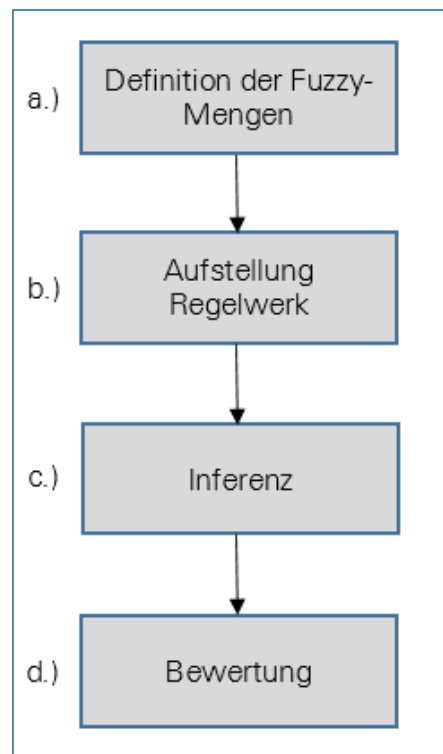 a.) Definition der Fuzzy-
Mengen
b.) Aufstellung
Regelwerk
c.) Inferenz
d.) Bewertung